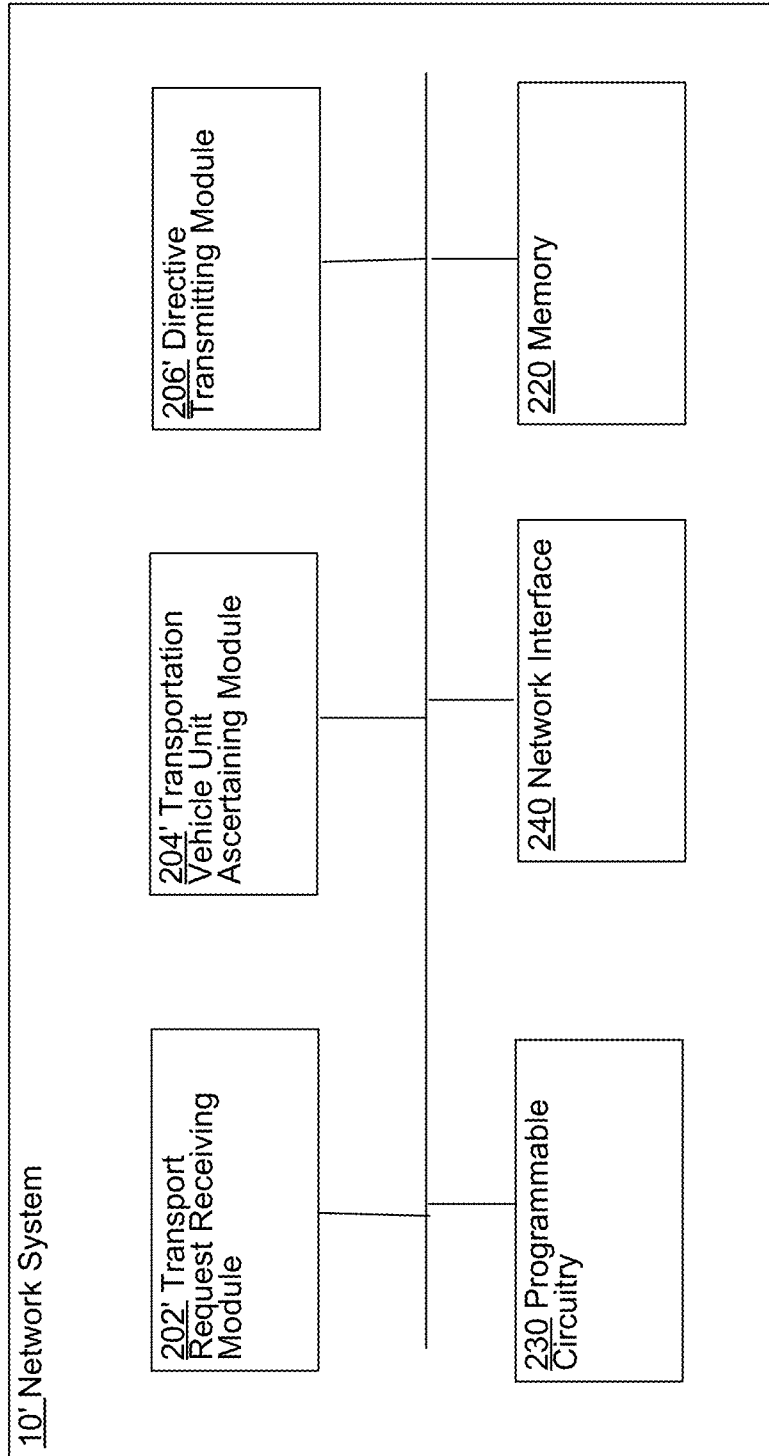 10' Network System
202' Transport
Request Receiving
Module
204' Transportation
Vehicle Unit
Ascertaining Module
206' Directive
Transmitting Module
230 Programmable
Circuitry
240 Network Interface
220 Memory